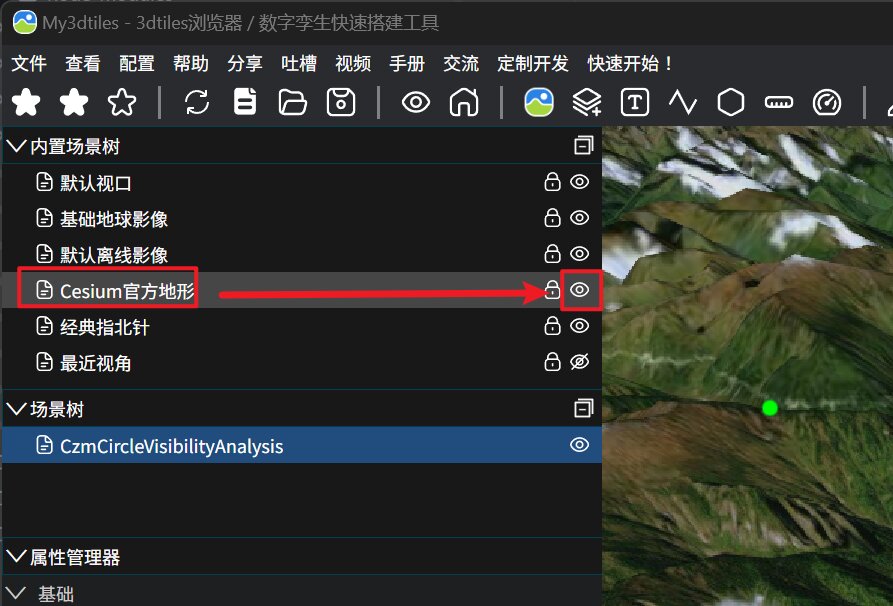 My3dtiles - 3dtiles浏览器 / 数字孪生快速搭建工具
文件 查看 配置 帮助 分享 吐槽 视频 手册 交流 定制开发 快速开始！
内置场景树
默认视口
基础地球影像
默认离线影像
Cesium官方地形
经典指北针
最近视角
场景树
CzmCircleVisibilityAnalysis
属性管理器
基础